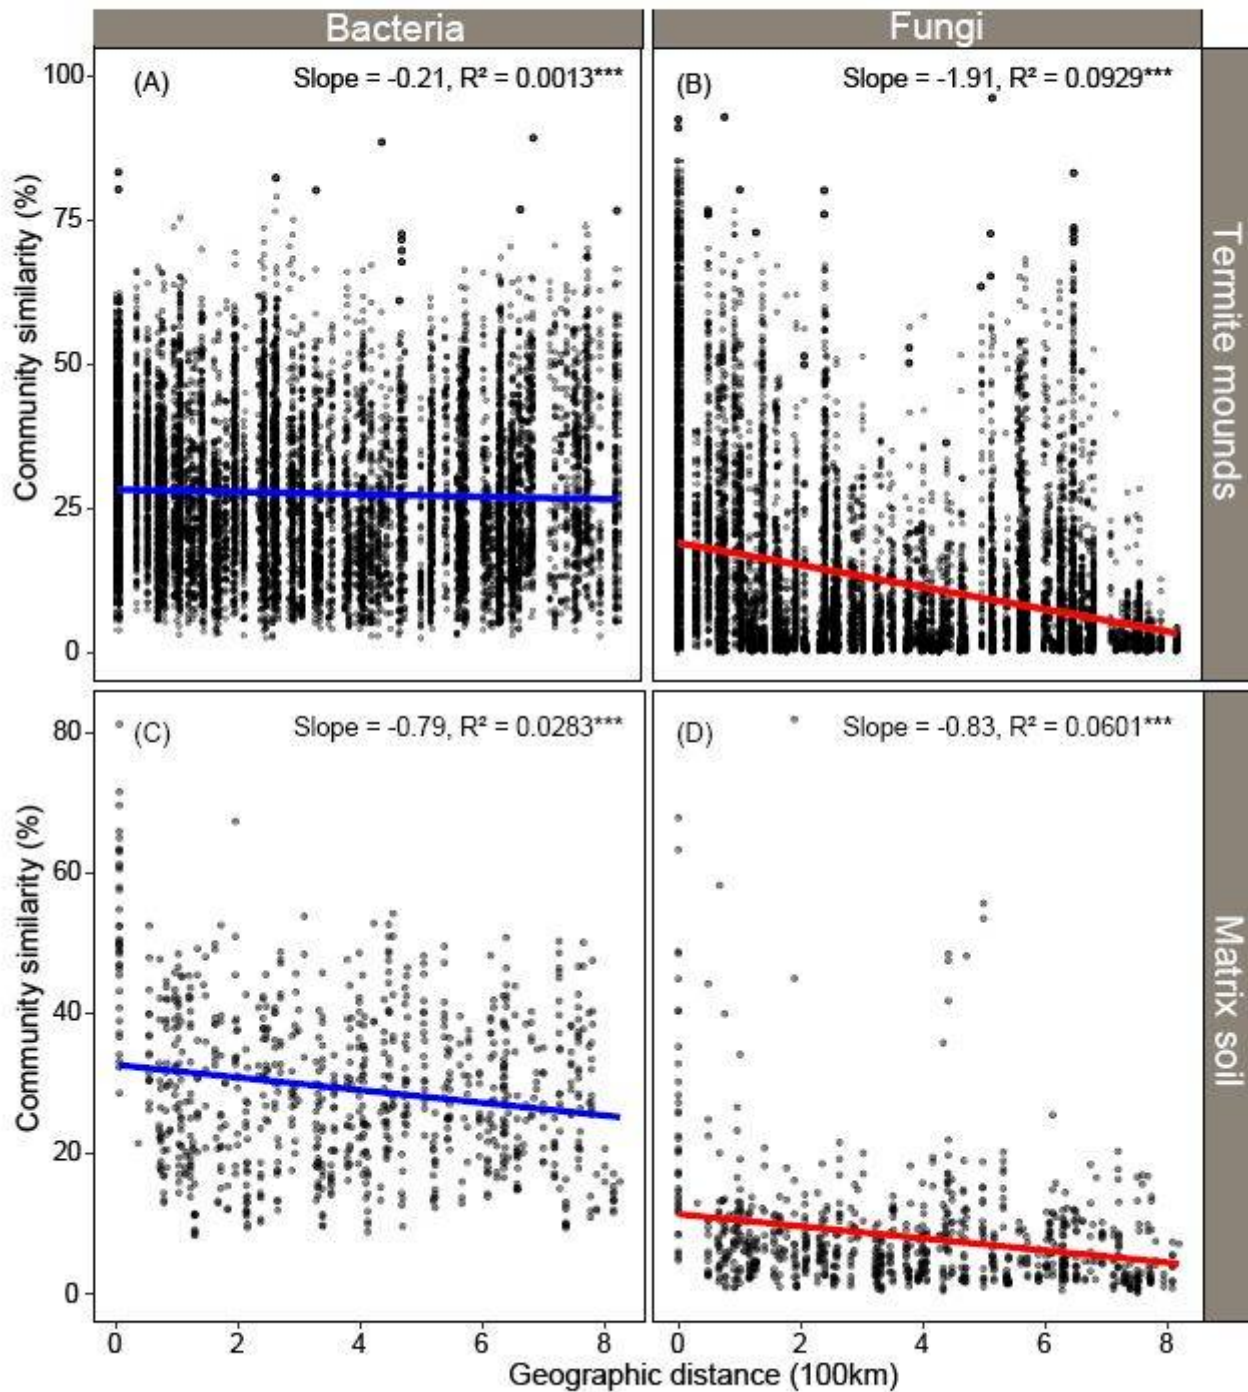 Bacteria
Fungi
(A)
Slope = -0.21, R² = 0.0013***
(B)
Slope = -1.91, R² = 0.0929***
100
75
50
25
0
Community similarity (%)
Termite mounds
(C)
Slope = -0.79, R² = 0.0283***
(D)
Slope = -0.83, R² = 0.0601***
80
60
40
20
0
Community similarity (%)
Matrix soil
0 2 4 6 8
0 2 4 6 8
Geographic distance (100km)